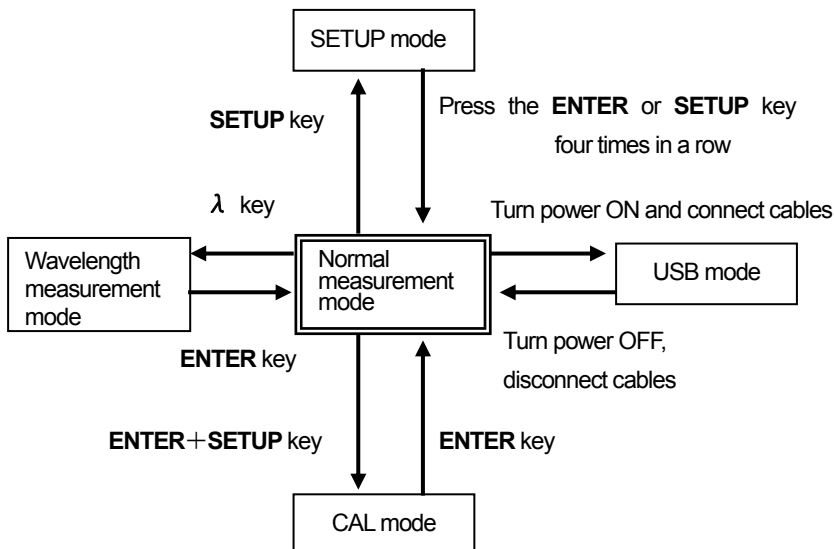 SETUP mode
SETUP key
Press the ENTER or SETUP key
four times in a row
λ key
Turn power ON and connect cables
Wavelength
measurement
mode
Normal
measurement
mode
USB mode
ENTER key
Turn power OFF,
disconnect cables
ENTER+SETUP key
ENTER key
CAL mode